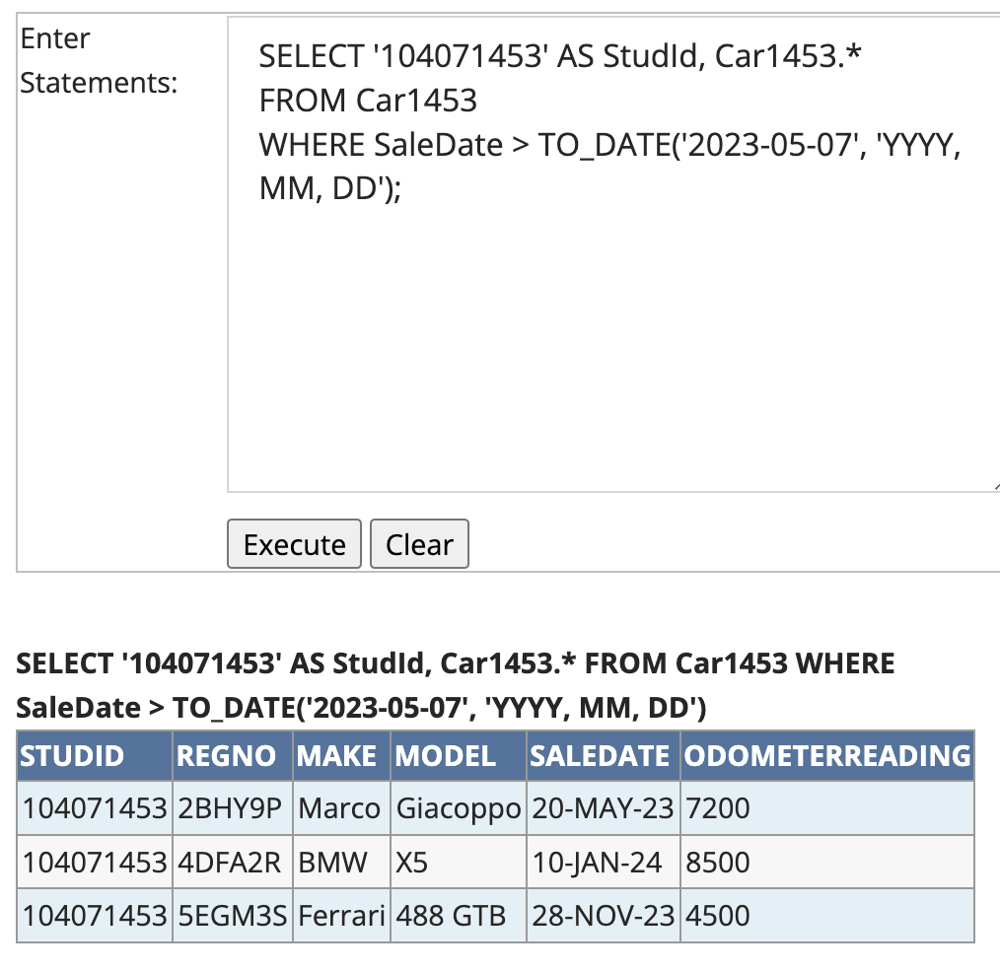 Enter
Statements:
SELECT '104071453' AS StudId, Car1453.*
FROM Car1453
WHERE SaleDate > TO_DATE('2023-05-07', 'YYYY,
MM, DD');
Execute Clear
SELECT '104071453' AS StudId, Car1453.* FROM Car1453 WHERE
SaleDate > TO_DATE('2023-05-07', 'YYYY, MM, DD')
STUDID REGNO MAKE MODEL SALEDATE ODOMETERREADING
104071453 2BHY9P Marco Giacoppo 20-MAY-23 7200
104071453 4DFA2R BMW X5 10-JAN-24 8500
104071453 5EGM3S Ferrari 488 GTB 28-NOV-23 4500